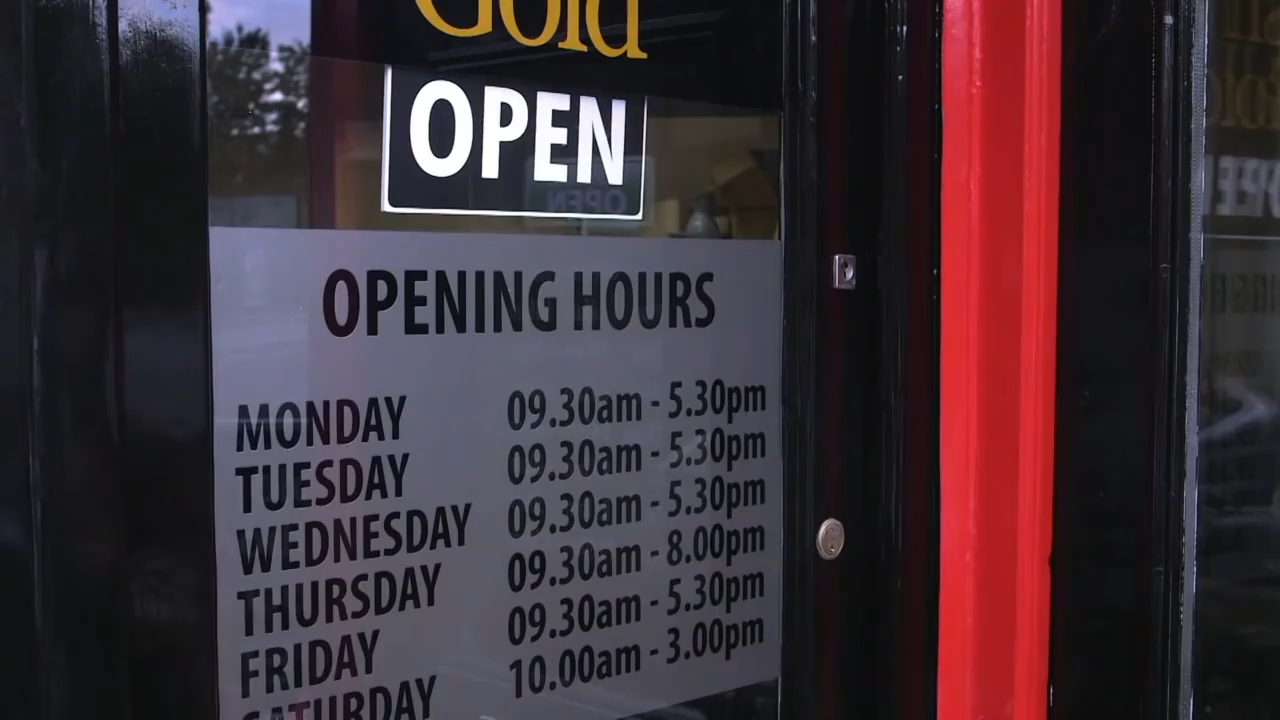 Gold
OPEN
OPENING HOURS
MONDAY 09.30am - 5.30pm
TUESDAY 09.30am - 5.30pm
WEDNESDAY 09.30am - 5.30pm
THURSDAY 09.30am - 8.00pm
FRIDAY 09.30am - 5.30pm
SATURDAY 10.00am - 3.00pm